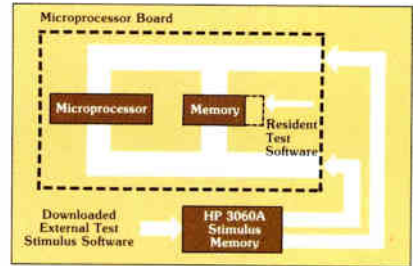 Microprocessor Board
Microprocessor
Memory
Resident
Test
Software
Downloaded
External Test
Stimulus Software
HP 3060A
Stimulus
Memory